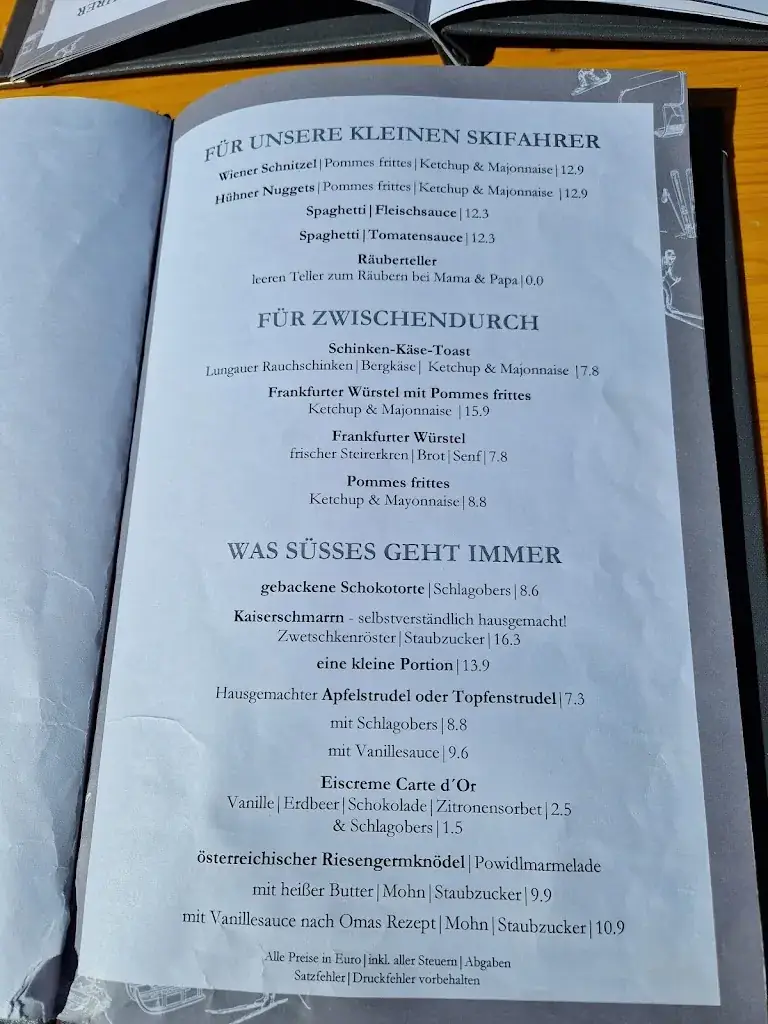 FÜR UNSERE KLEINEN SKIFAHRER
Wiener Schnitzel|Pommes frittes|Ketchup & Majonnaise|12.9
Hühner Nuggets|Pommes frittes|Ketchup & Majonnaise |12.9
Spaghetti|Fleischsauce|12.3
Spaghetti|Tomatensauce|12.3
Räuberteller
leeren Teller zum Räubern bei Mama & Papa|0.0
FÜR ZWISCHENDURCH
Schinken-Käse-Toast
Lungauer Rauchschinken|Bergkäse| Ketchup & Majonnaise |7.8
Frankfurter Würstel mit Pommes frittes
Ketchup & Majonnaise |15.9
Frankfurter Würstel
frischer Steirerkren|Brot|Senf|7.8
Pommes frittes
Ketchup & Mayonnaise|8.8
WAS SÜSSES GEHT IMMER
gebackene Schokotorte|Schlagobers|8.6
Kaiserschmarrn - selbstverständlich hausgemacht!
Zwetschkenröster|Staubzucker|16.3
eine kleine Portion|13.9
Hausgemachter Apfelstrudel oder Topfenstrudel|7.3
mit Schlagobers|8.8
mit Vanillesauce|9.6
Eiscreme Carte d´Or
Vanille|Erdbeer|Schokolade|Zitronensorbet|2.5
& Schlagobers|1.5
österreichischer Riesengermknödel|Powidlmarmelade
mit heißer Butter|Mohn|Staubzucker|9.9
mit Vanillesauce nach Omas Rezept|Mohn|Staubzucker|10.9
Alle Preise in Euro|inkl. aller Steuern|Abgaben
Satzfehler|Druckfehler vorbehalten